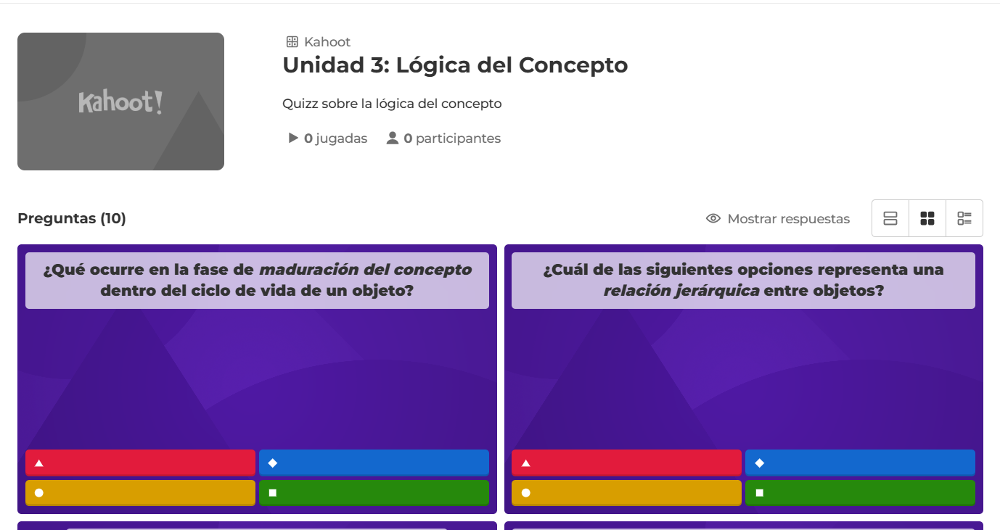 Kahoot!
Kahoot
Unidad 3: Lógica del Concepto
Quizz sobre la lógica del concepto
0 jugadas 0 participantes
Preguntas (10)
Mostrar respuestas
¿Qué ocurre en la fase de maduración del concepto
dentro del ciclo de vida de un objeto?
¿Cuál de las siguientes opciones representa una
relación jerárquica entre objetos?